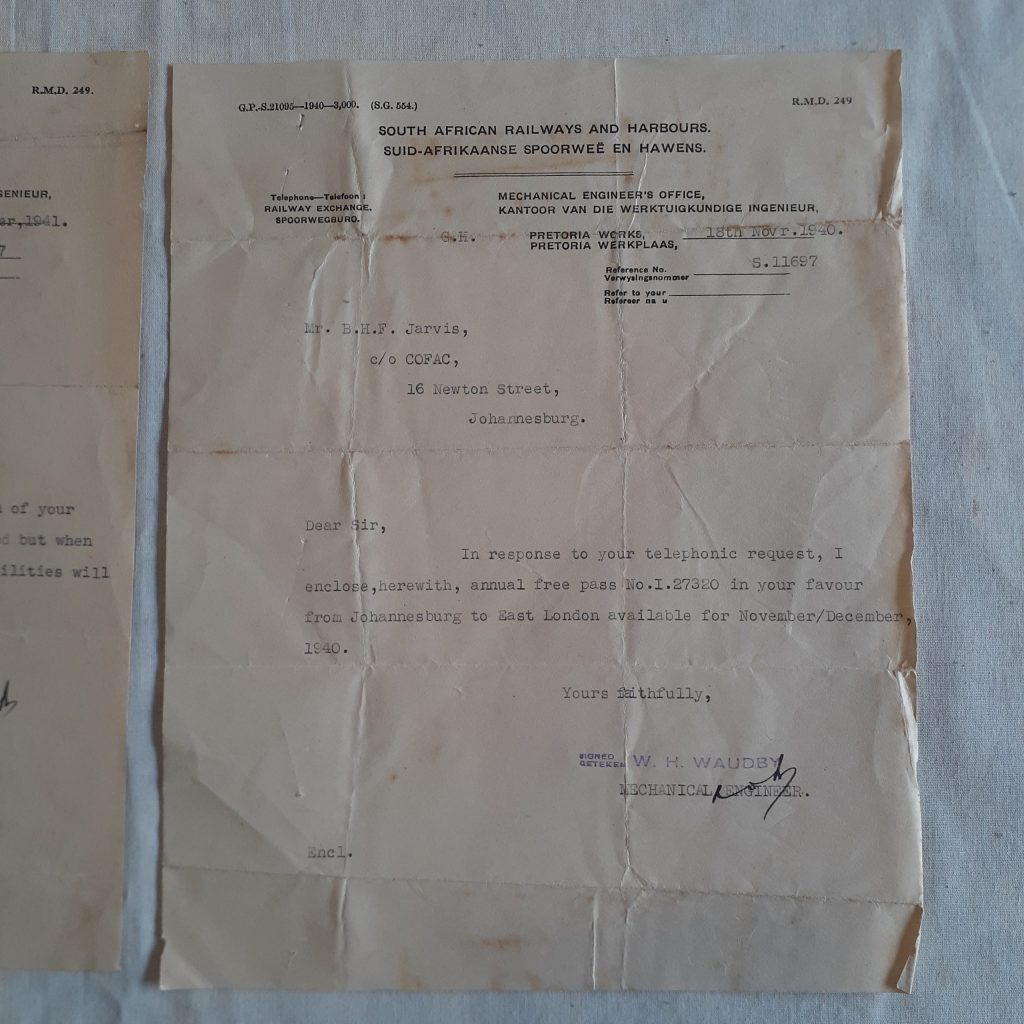 R.M.D. 249.
GENIEUR,
er,1941.
7
n of your
ed but when
ilities will
G.P.-S.21095—1940—3,000. (S.G. 554.)
R.M.D. 249
SOUTH AFRICAN RAILWAYS AND HARBOURS.
SUID-AFRIKAANSE SPOORWEË EN HAWENS.
Telephone—Telefoon:
RAILWAY EXCHANGE.
SPOORWEGBURO.
MECHANICAL ENGINEER'S OFFICE,
KANTOOR VAN DIE WERKTUIGKUNDIGE INGENIEUR,
G.H.
PRETORIA WORKS, 18th Novr.1940.
PRETORIA WERKPLAAS,
Reference No. S.11697
Verwysingsnommer
Refer to your
Refereer na u
Mr. B.H.F. Jarvis,
c/o COFAC,
16 Newton Street,
Johannesburg.
Dear Sir,
In response to your telephonic request, I
enclose,herewith, annual free pass No.I.27320 in your favour
from Johannesburg to East London available for November/December,
1940.
Yours faithfully,
SIGNED
GETEKEN W. H. WAUDBY
MECHANICAL ENGINEER.
Encl.